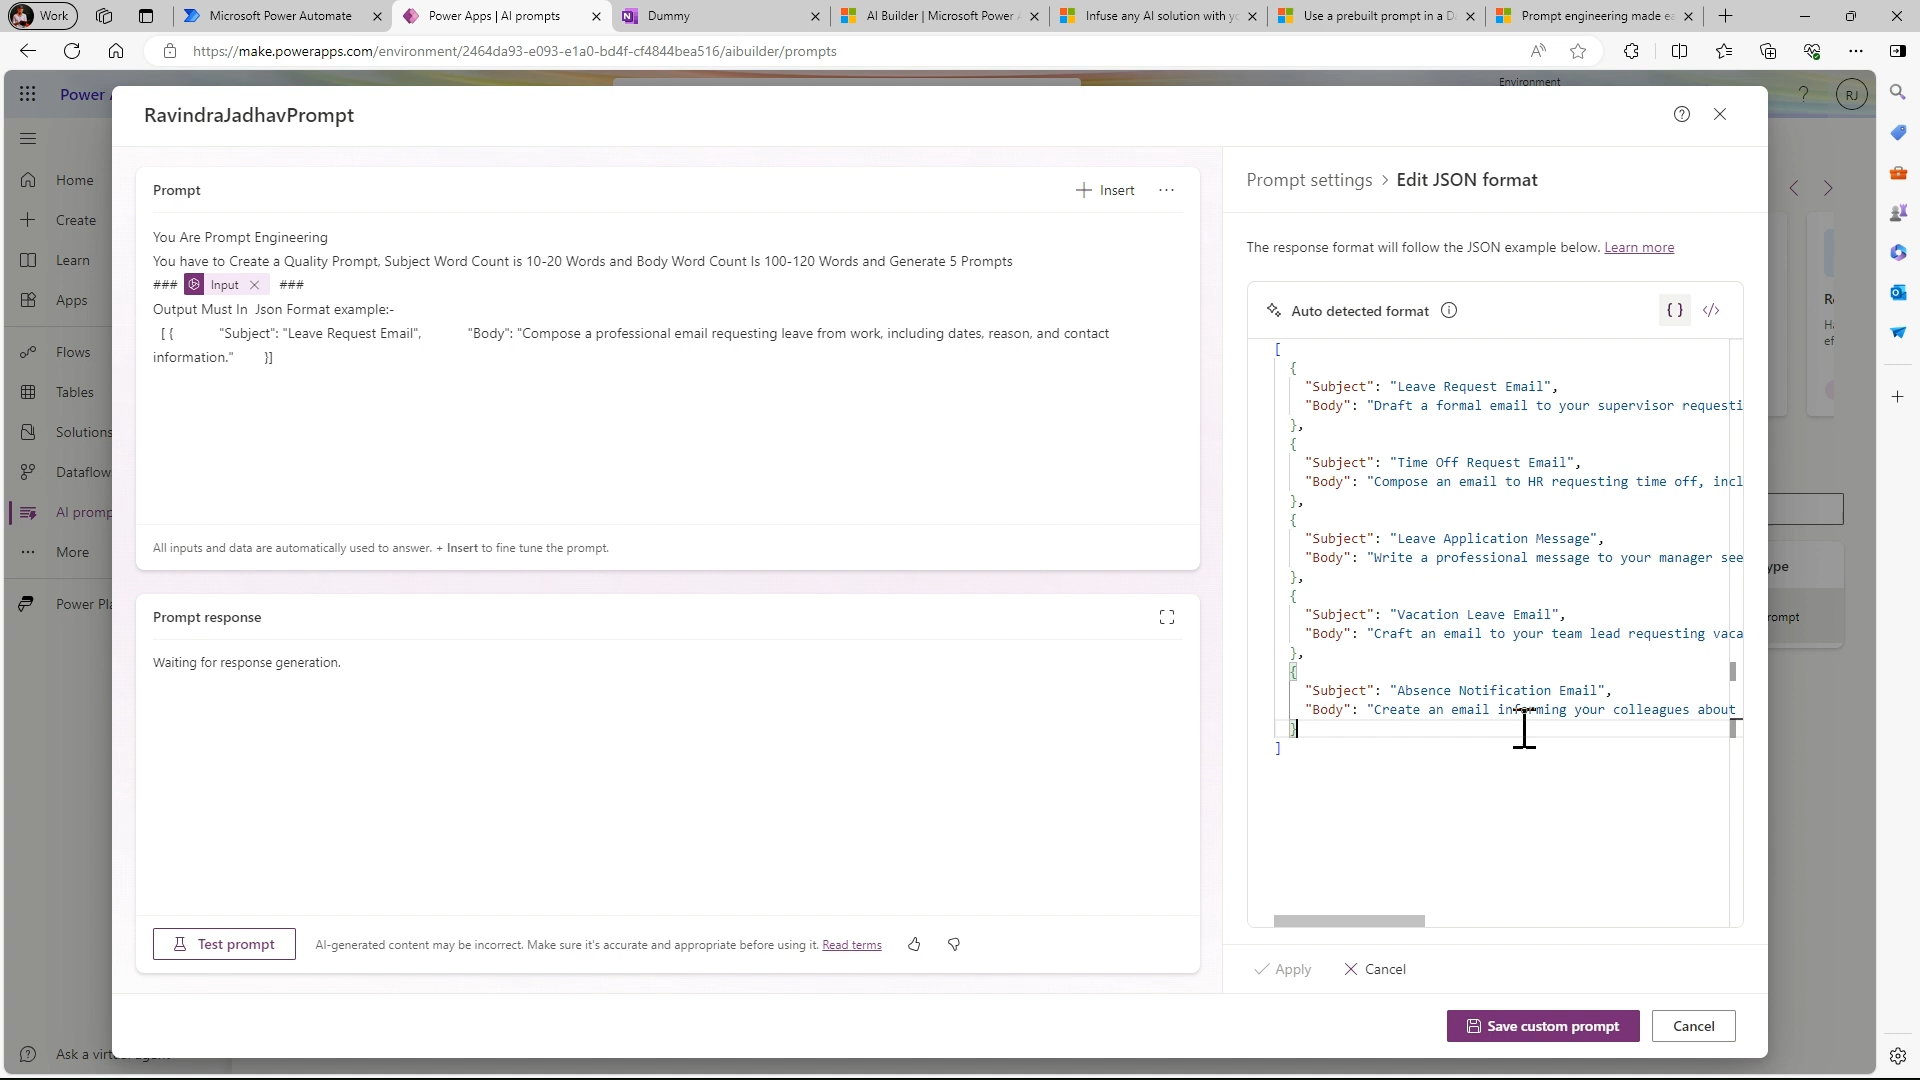 Work
Microsoft Power Automate
Power Apps | AI prompts
Dummy
AI Builder | Microsoft Power
Infuse any AI solution with
Use a prebuilt prompt in a
Prompt engineering made
https://make.powerapps.com/environment/2464da93-e093-e1a0-bd4f-cf4844bea516/aibuilder/prompts
Power
Environment
RJ
Home
Create
Learn
Apps
Flows
Tables
Solutions
Dataflow
AI promp
More
Power Pla
Ask a
RavindraJadhavPrompt
Prompt
Insert
You Are Prompt Engineering
You have to Create a Quality Prompt, Subject Word Count is 10-20 Words and Body Word Count Is 100-120 Words and Generate 5 Prompts
### Input ###
Output Must In Json Format example:-
[ { "Subject": "Leave Request Email", "Body": "Compose a professional email requesting leave from work, including dates, reason, and contact
information." }]
All inputs and data are automatically used to answer. + Insert to fine tune the prompt.
Prompt response
Waiting for response generation.
Test prompt
AI-generated content may be incorrect. Make sure it's accurate and appropriate before using it. Read terms
Prompt settings > Edit JSON format
The response format will follow the JSON example below. Learn more
Auto detected format
{ } </>
[
{
"Subject": "Leave Request Email",
"Body": "Draft a formal email to your supervisor requesti
},
{
"Subject": "Time Off Request Email",
"Body": "Compose an email to HR requesting time off, incl
},
{
"Subject": "Leave Application Message",
"Body": "Write a professional message to your manager see
},
{
"Subject": "Vacation Leave Email",
"Body": "Craft an email to your team lead requesting vaca
},
{
"Subject": "Absence Notification Email",
"Body": "Create an email informing your colleagues about
}
]
Apply
Cancel
Save custom prompt
Cancel
ype
rompt